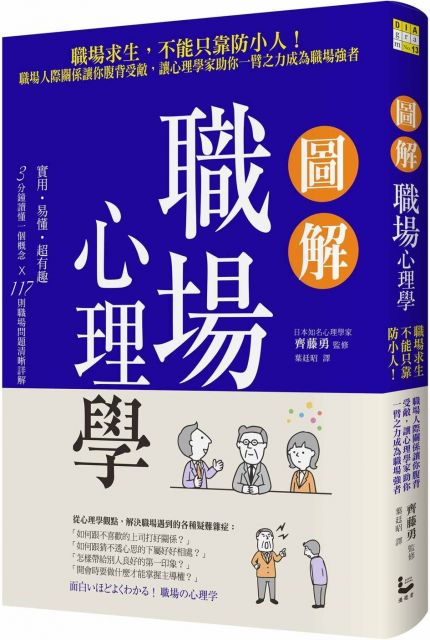 職場求生，不能只靠防小人！
職場人際關係讓你腹背受敵，讓心理學家助你一臂之力成為職場強者
圖解
職場
心理學
實用・易懂・超有趣
3分鐘讀懂一個概念 × 117則職場問題清晰詳解
日本知名心理學家
齊藤勇 監修
葉廷昭 譯
從心理學觀點，解決職場遇到的各種疑難雜症：
「如何跟不喜歡的上司打好關係？」
「如何跟猜不透心思的下屬好好相處？」
「怎樣帶給別人良好的第一印象？」
「開會時要做什麼才能掌握主導權？」
面白いほどよくわかる！ 職場の心理学
DIA
gra
m No.13
圖解
職場心理學
職場求生
不能只靠
防小人！
職場人際關係讓你腹背
受敵，讓心理學家助你
一臂之力成為職場強者
齊藤勇 監修
葉廷昭 譯
漫遊者